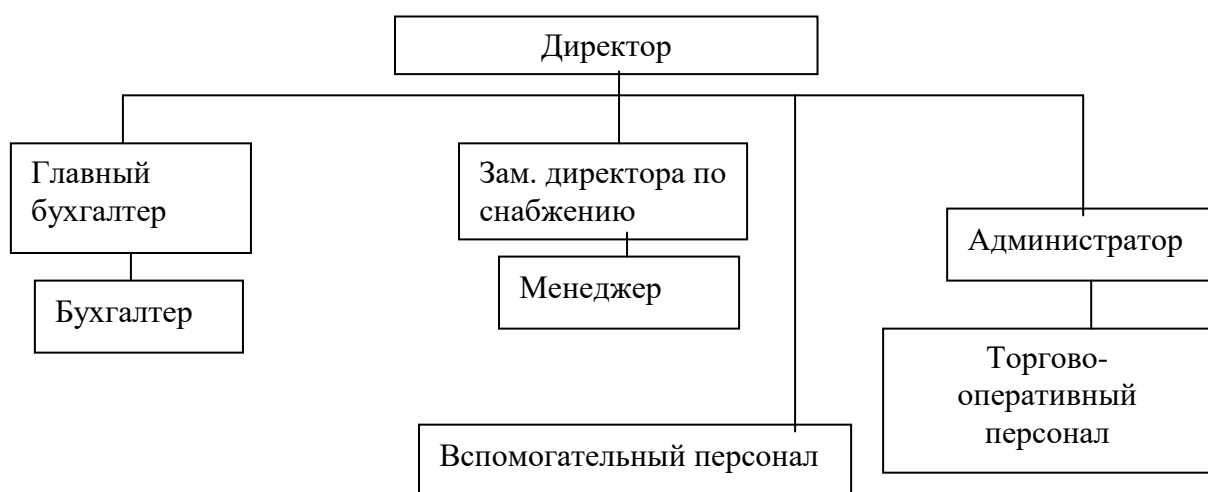 Директор
Главный
бухгалтер
Зам. директора по
снабжению
Администратор
Бухгалтер
Менеджер
Торгово-
оперативный
персонал
Вспомогательный персонал